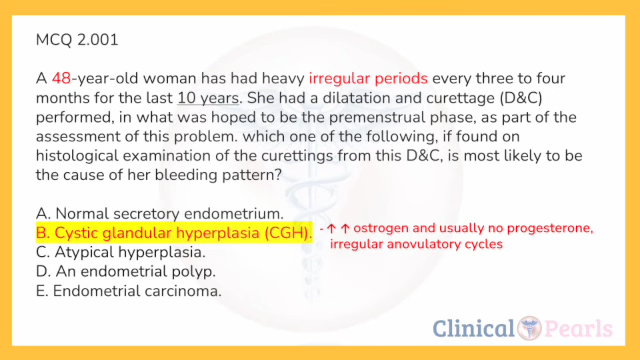 MCQ 2.001
A 48-year-old woman has had heavy irregular periods every three to four
months for the last 10 years. She had a dilatation and curettage (D&C)
performed, in what was hoped to be the premenstrual phase, as part of the
assessment of this problem. which one of the following, if found on
histological examination of the curettings from this D&C, is most likely to be
the cause of her bleeding pattern?
A. Normal secretory endometrium.
B. Cystic glandular hyperplasia (CGH). -↑↑ ostrogen and usually no progesterone,
irregular anovulatory cycles
C. Atypical hyperplasia.
D. An endometrial polyp.
E. Endometrial carcinoma.
Clinical Pearls